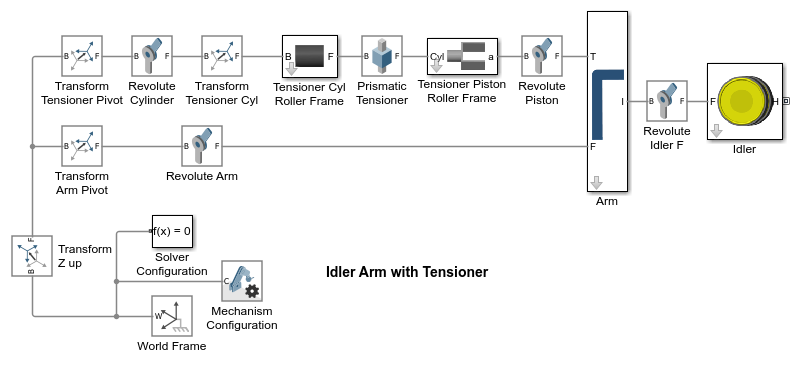 B F B F B F B F B F Cyl a B F T
Transform
Tensioner Pivot
Revolute
Cylinder
Transform
Tensioner Cyl
Tensioner Cyl
Roller Frame
Prismatic
Tensioner
Tensioner Piston
Roller Frame
Revolute
Piston
I B F F H
Revolute
Idler F
Idler
B F B F F
Transform
Arm Pivot
Revolute Arm
Arm
F
B
Transform
Z up
f(x) = 0
Solver
Configuration
Idler Arm with Tensioner
C
Mechanism
Configuration
W
World Frame